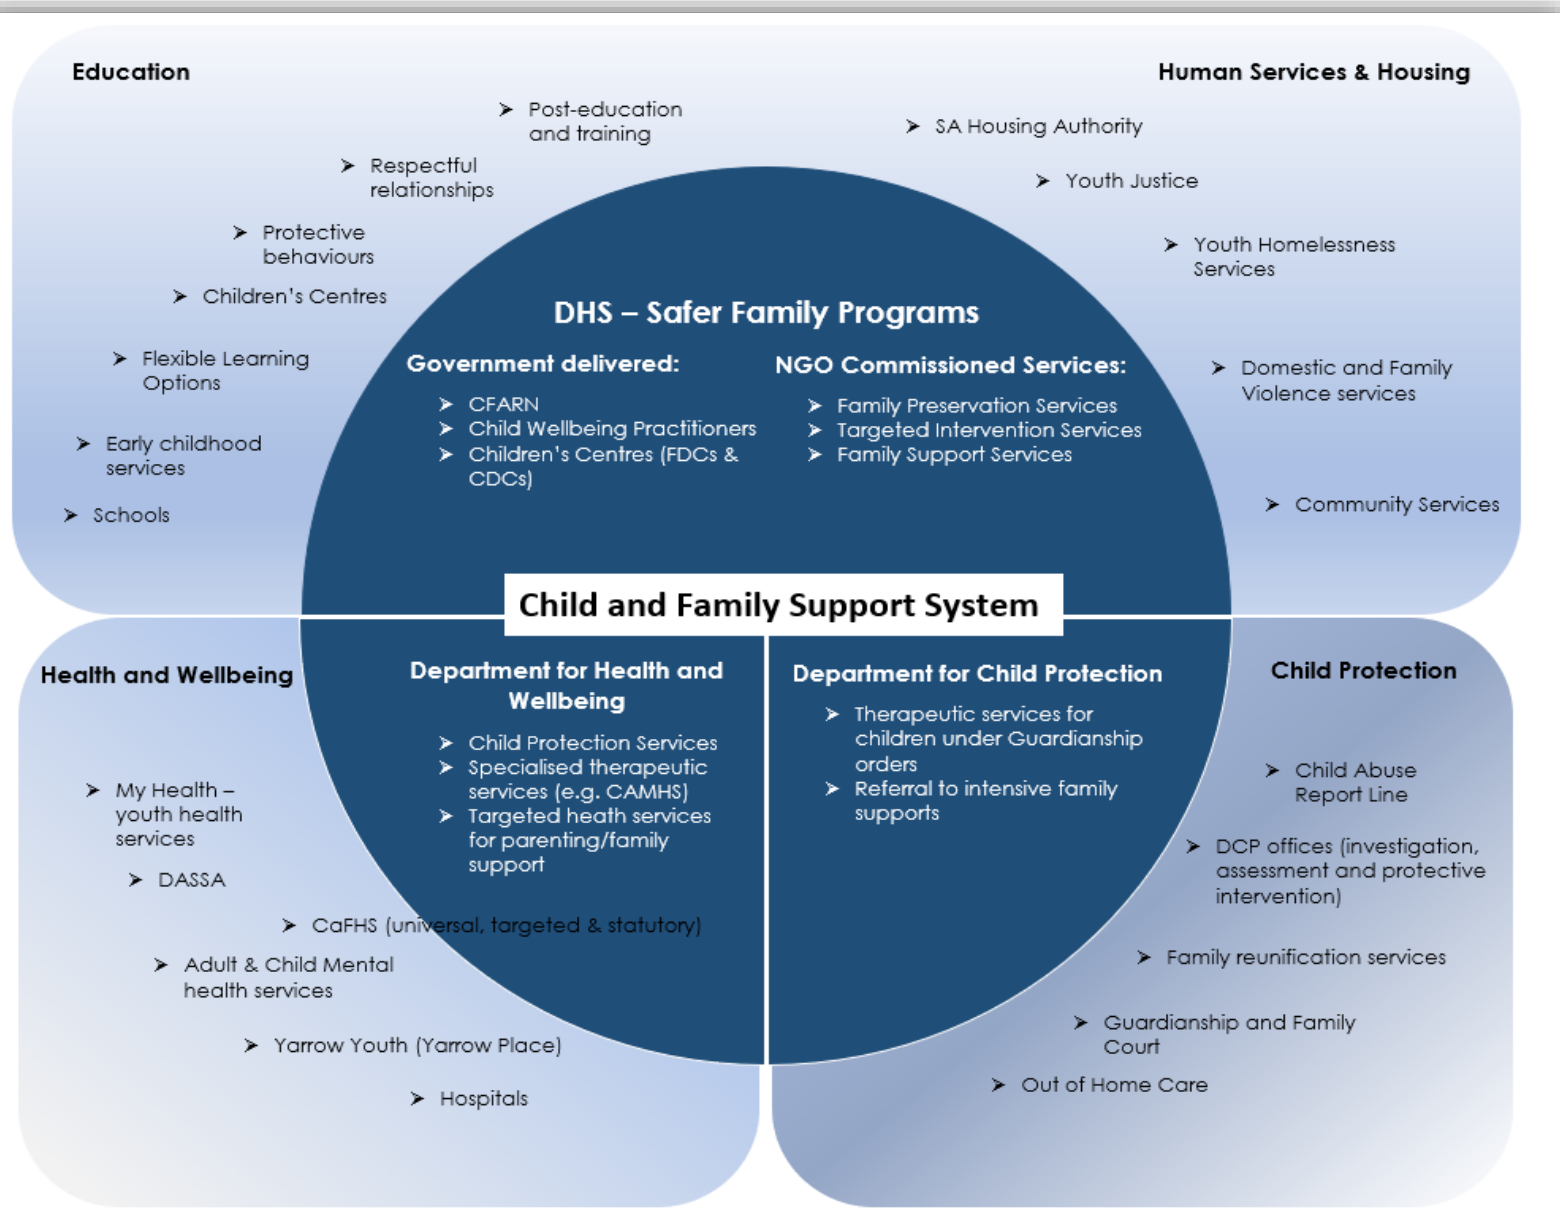 Education
➢ Post-education
and training
➢ Respectful
relationships
➢ Protective
behaviours
➢ Children's Centres
➢ Flexible Learning
Options
➢ Early childhood
services
➢ Schools
Human Services & Housing
➢ SA Housing Authority
➢ Youth Justice
➢ Youth Homelessness
Services
➢ Domestic and Family
Violence services
➢ Community Services
DHS – Safer Family Programs
Government delivered:
➢ CFARN
➢ Child Wellbeing Practitioners
➢ Children's Centres (FDCs &
CDCs)
NGO Commissioned Services:
➢ Family Preservation Services
➢ Targeted Intervention Services
➢ Family Support Services
Child and Family Support System
Health and Wellbeing
➢ My Health –
youth health
services
➢ DASSA
➢ CaFHS (universal, targeted & statutory)
➢ Adult & Child Mental
health services
➢ Yarrow Youth (Yarrow Place)
➢ Hospitals
Department for Health and
Wellbeing
➢ Child Protection Services
➢ Specialised therapeutic
services (e.g. CAMHS)
➢ Targeted heath services
for parenting/family
support
Department for Child Protection
➢ Therapeutic services for
children under Guardianship
orders
➢ Referral to intensive family
supports
Child Protection
➢ Child Abuse
Report Line
➢ DCP offices (investigation,
assessment and protective
intervention)
➢ Family reunification services
➢ Guardianship and Family
Court
➢ Out of Home Care